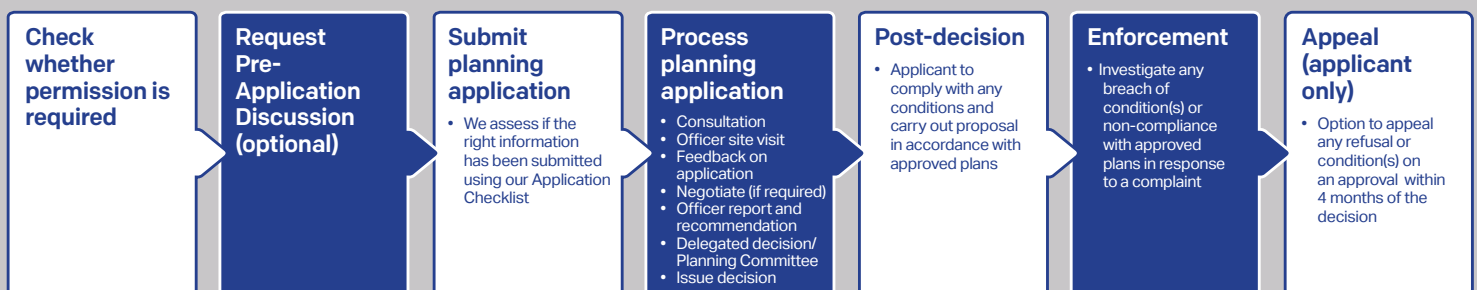 Check
whether
permission is
required
Request
Pre-
Application
Discussion
(optional)
Submit
planning
application
• We assess if the
right information
has been submitted
using our Application
Checklist
Process
planning
application
• Consultation
• Officer site visit
• Feedback on
application
• Negotiate (if required)
• Officer report and
recommendation
• Delegated decision/
Planning Committee
• Issue decision
Post-decision
• Applicant to
comply with any
conditions and
carry out proposal
in accordance with
approved plans
Enforcement
• Investigate any
breach of
condition(s) or
non-compliance
with approved
plans in response
to a complaint
Appeal
(applicant
only)
• Option to appeal
any refusal or
condition(s) on
an approval within
4 months of the
decision